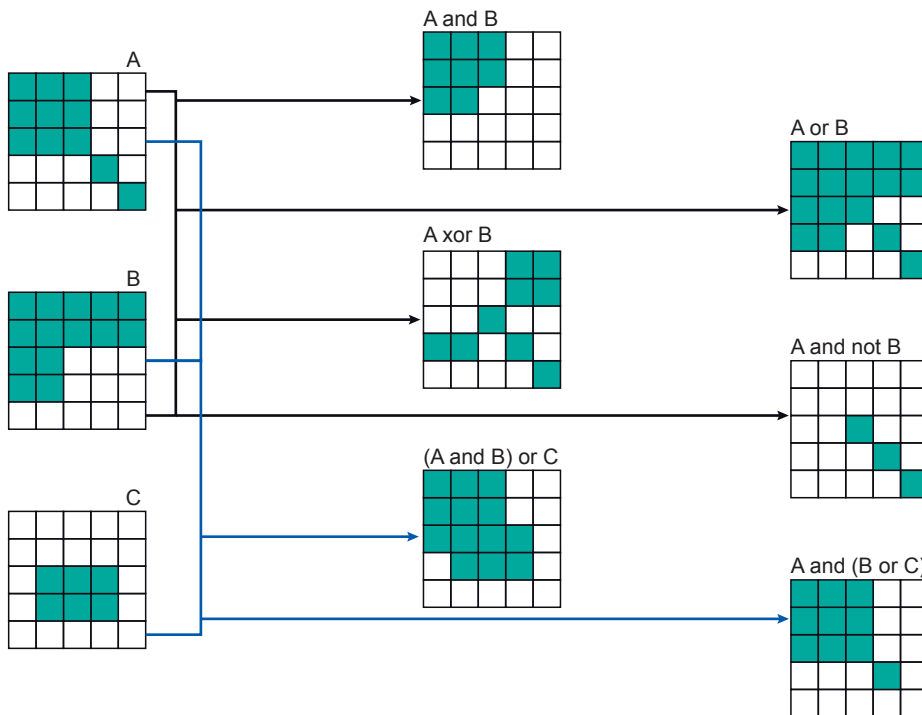 A and B
A
A or B
A xor B
B
A and not B
(A and B) or C
C
A and (B or C)